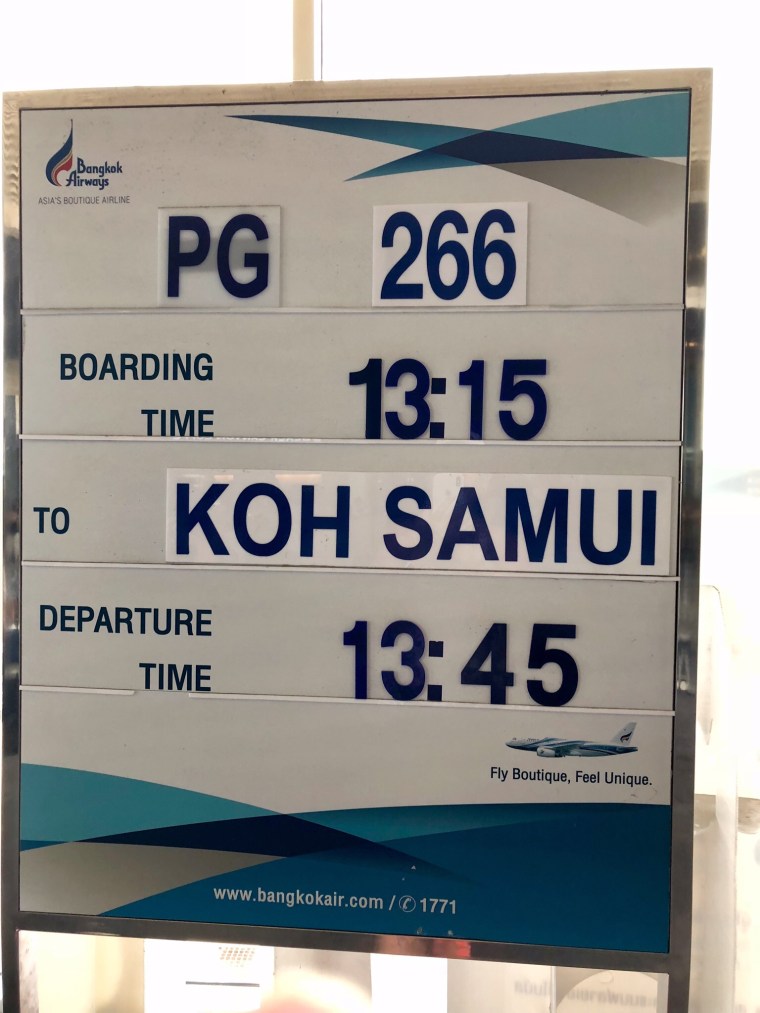 Bangkok
Airways
ASIA'S BOUTIQUE AIRLINE
PG 266
BOARDING TIME 13:15
TO KOH SAMUI
DEPARTURE TIME 13:45
Fly Boutique, Feel Unique.
www.bangkokair.com / ✆ 1771